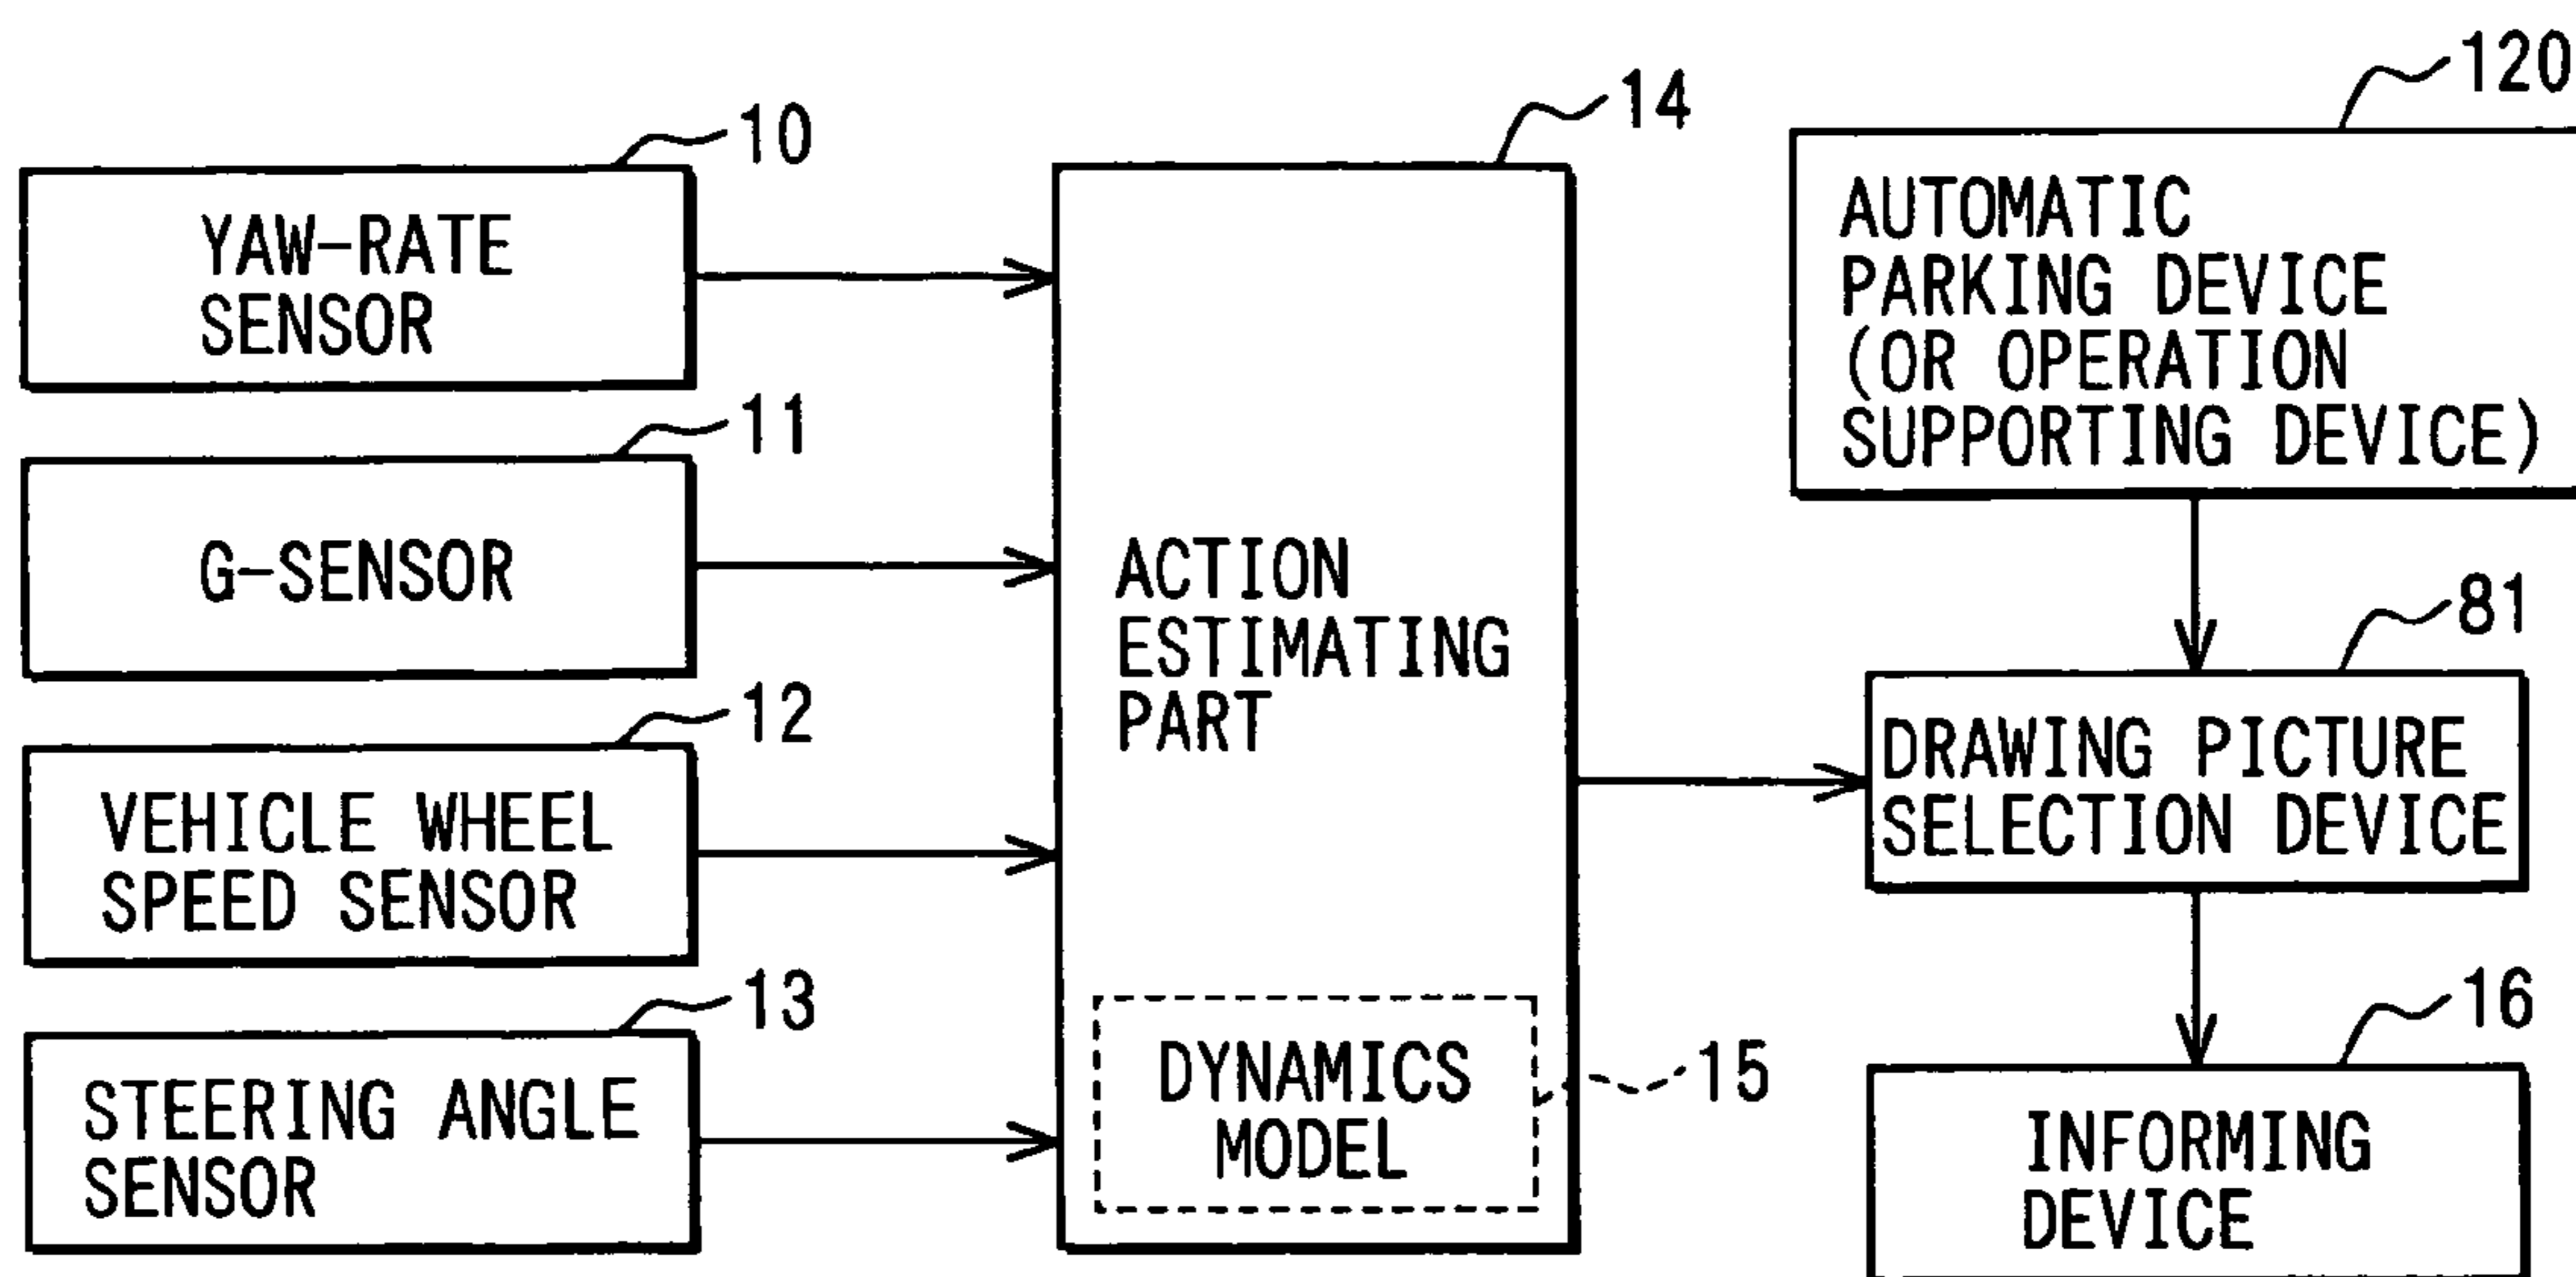 10
YAW-RATE
SENSOR
11
G-SENSOR
12
VEHICLE WHEEL
SPEED SENSOR
13
STEERING ANGLE
SENSOR
14
ACTION
ESTIMATING
PART
DYNAMICS
MODEL
15
120
AUTOMATIC
PARKING DEVICE
(OR OPERATION
SUPPORTING DEVICE)
81
DRAWING PICTURE
SELECTION DEVICE
16
INFORMING
DEVICE